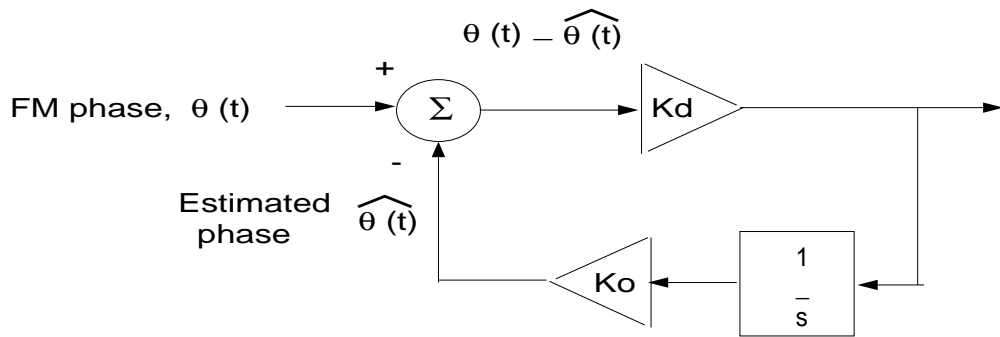 θ (t) – θ (t)
+
FM phase, θ (t)
Σ
Kd
-
Estimated θ (t)
phase
Ko
1
s